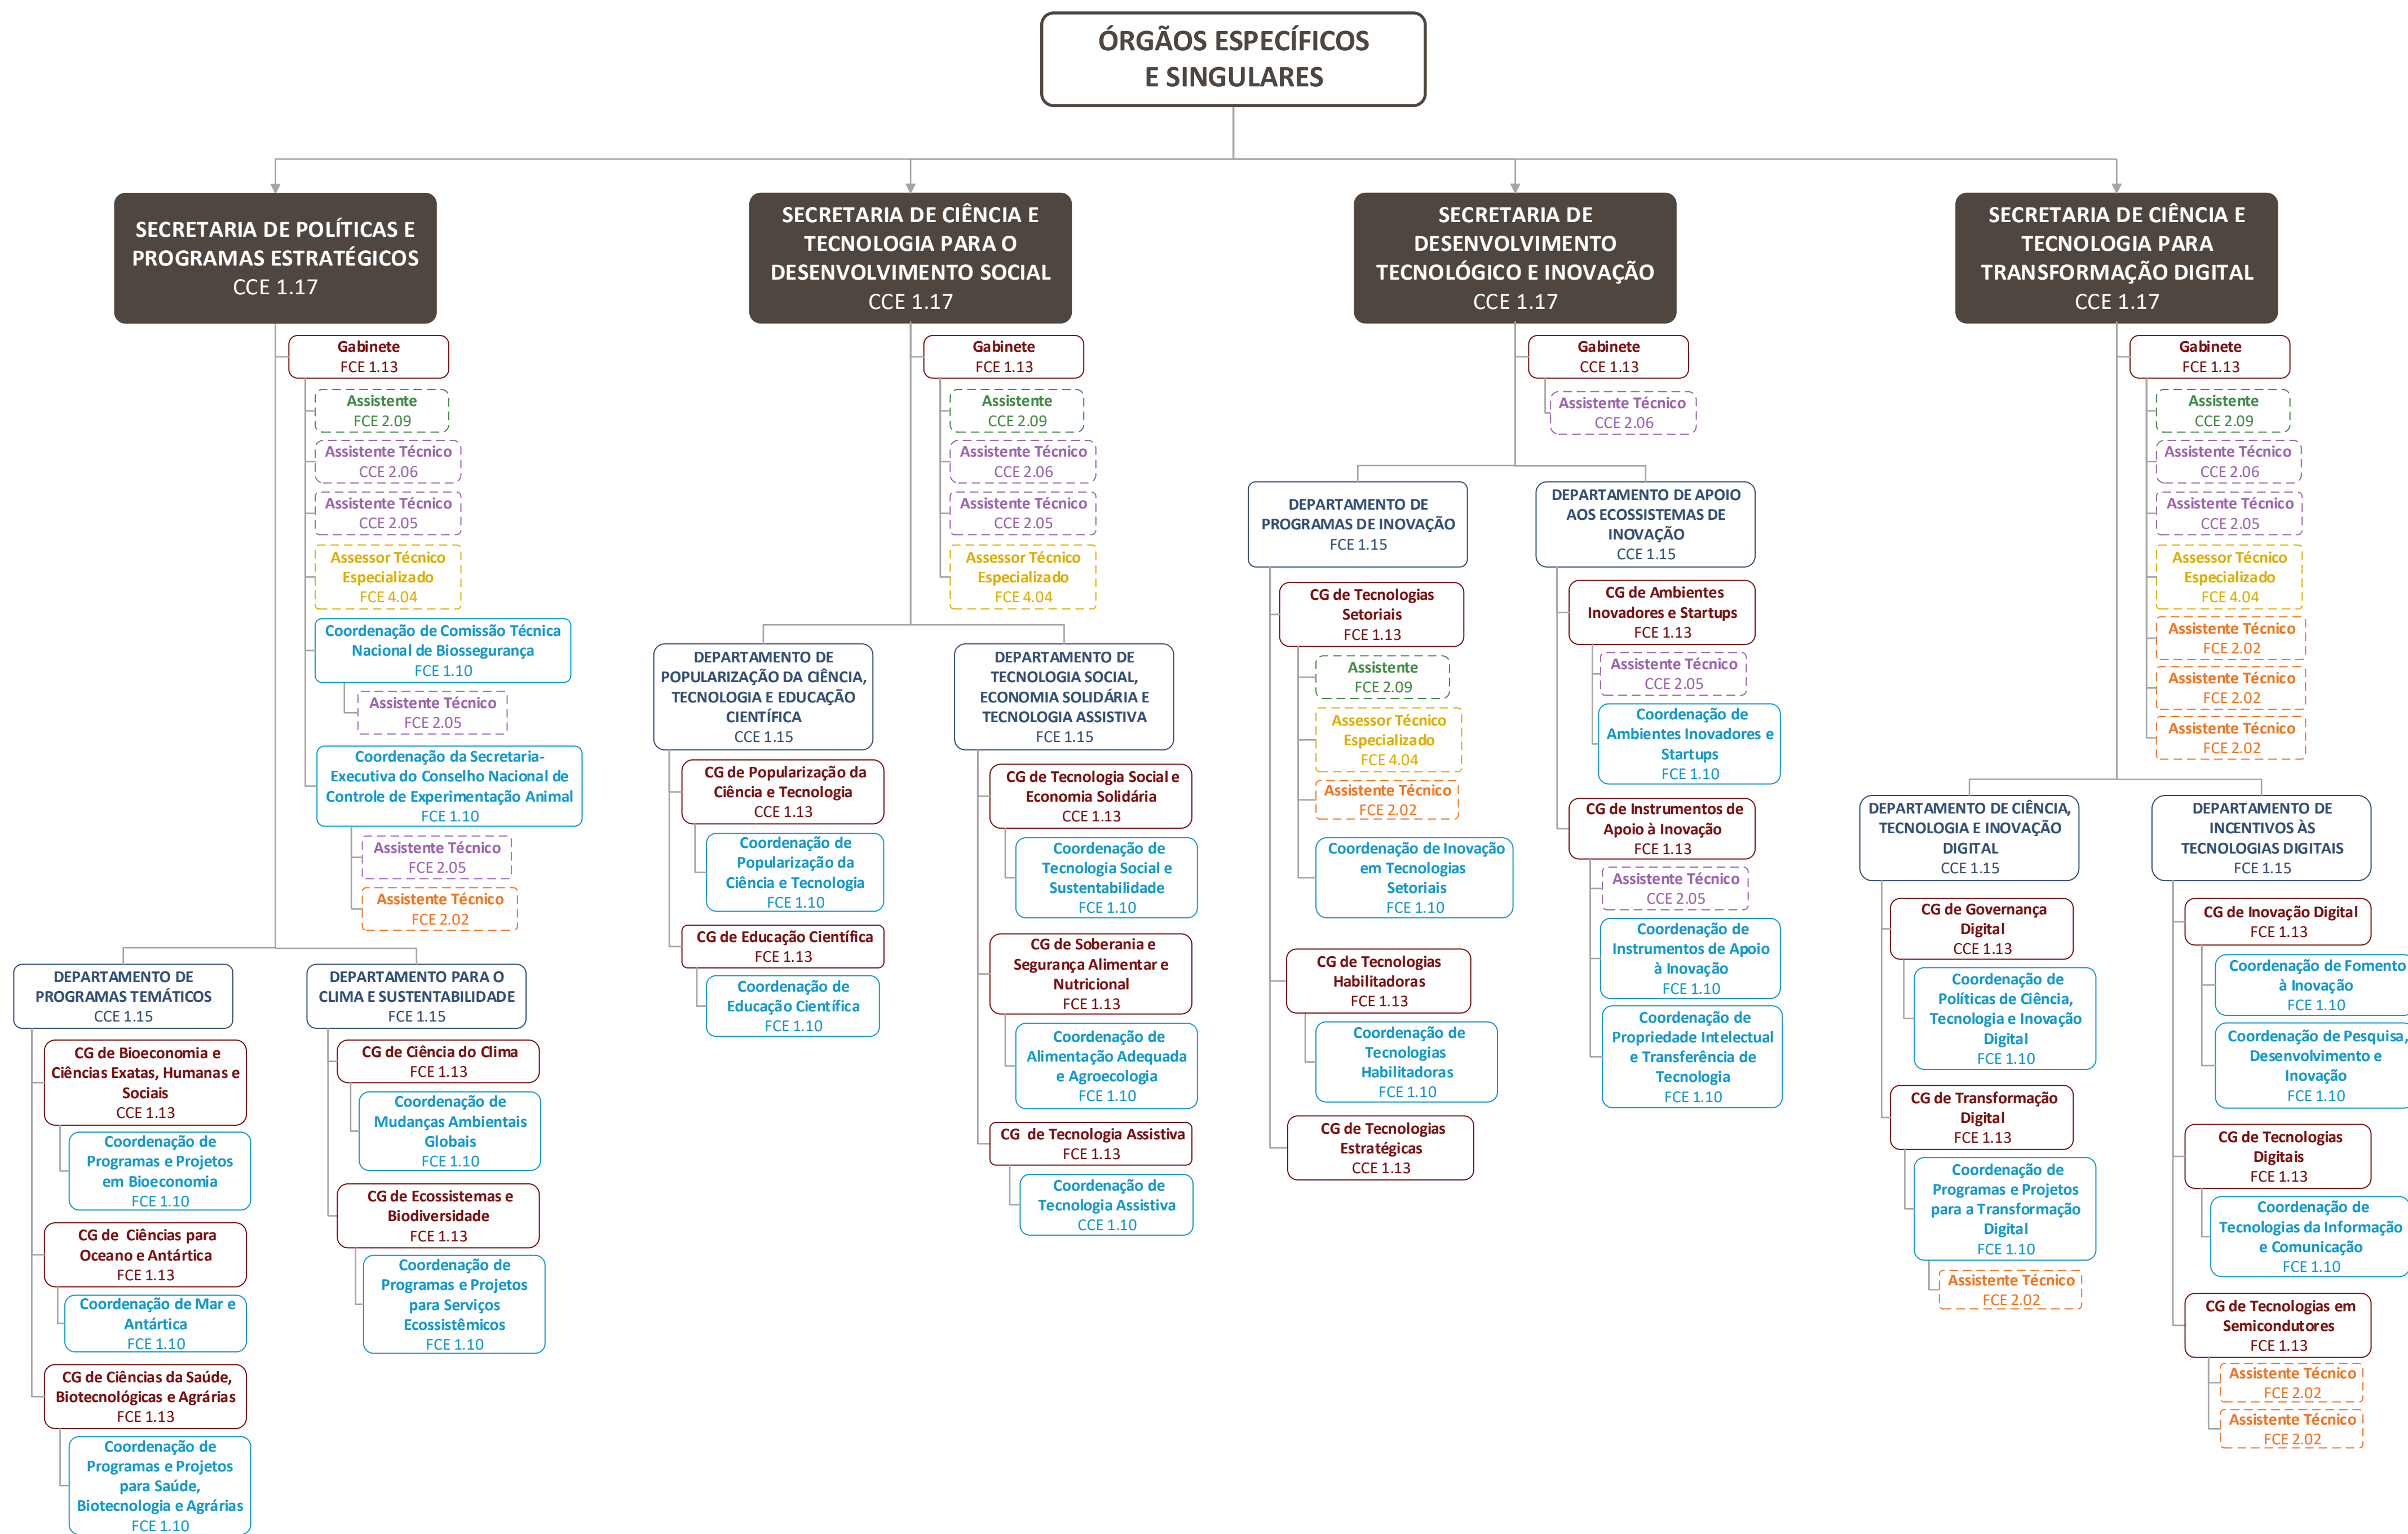 ÓRGÃOS ESPECÍFICOS
E SINGULARES
SECRETARIA DE POLÍTICAS E
PROGRAMAS ESTRATÉGICOS
CCE 1.17
Gabinete
FCE 1.13
Assistente
FCE 2.09
Assistente Técnico
CCE 2.06
Assistente Técnico
CCE 2.05
Assessor Técnico
Especializado
FCE 4.04
Coordenação de Comissão Técnica
Nacional de Biossegurança
FCE 1.10
Assistente Técnico
FCE 2.05
Coordenação da Secretaria-
Executiva do Conselho Nacional de
Controle de Experimentação Animal
FCE 1.10
Assistente Técnico
FCE 2.05
Assistente Técnico
FCE 2.02
DEPARTAMENTO DE
PROGRAMAS TEMÁTICOS
CCE 1.15
CG de Bioeconomia e
Ciências Exatas, Humanas e
Sociais
CCE 1.13
Coordenação de
Programas e Projetos
em Bioeconomia
FCE 1.10
CG de Ciências para
Oceano e Antártica
FCE 1.13
Coordenação de Mar e
Antártica
FCE 1.10
CG de Ciências da Saúde,
Biotecnológicas e Agrárias
FCE 1.13
Coordenação de
Programas e Projetos
para Saúde,
Biotecnologia e Agrárias
FCE 1.10
DEPARTAMENTO PARA O
CLIMA E SUSTENTABILIDADE
FCE 1.15
CG de Ciência do Clima
FCE 1.13
Coordenação de
Mudanças Ambientais
Globais
FCE 1.10
CG de Ecossistemas e
Biodiversidade
FCE 1.13
Coordenação de
Programas e Projetos
para Serviços
Ecossistêmicos
FCE 1.10
SECRETARIA DE CIÊNCIA E
TECNOLOGIA PARA O
DESENVOLVIMENTO SOCIAL
CCE 1.17
Gabinete
FCE 1.13
Assistente
CCE 2.09
Assistente Técnico
CCE 2.06
Assistente Técnico
CCE 2.05
Assessor Técnico
Especializado
FCE 4.04
DEPARTAMENTO DE
POPULARIZAÇÃO DA CIÊNCIA,
TECNOLOGIA E EDUCAÇÃO
CIENTÍFICA
CCE 1.15
CG de Popularização da
Ciência e Tecnologia
CCE 1.13
Coordenação de
Popularização da
Ciência e Tecnologia
FCE 1.10
CG de Educação Científica
FCE 1.13
Coordenação de
Educação Científica
FCE 1.10
DEPARTAMENTO DE
TECNOLOGIA SOCIAL,
ECONOMIA SOLIDÁRIA E
TECNOLOGIA ASSISTIVA
FCE 1.15
CG de Tecnologia Social e
Economia Solidária
CCE 1.13
Coordenação de
Tecnologia Social e
Sustentabilidade
FCE 1.10
CG de Soberania e
Segurança Alimentar e
Nutricional
FCE 1.13
Coordenação de
Alimentação Adequada
e Agroecologia
FCE 1.10
CG de Tecnologia Assistiva
FCE 1.13
Coordenação de
Tecnologia Assistiva
CCE 1.10
SECRETARIA DE
DESENVOLVIMENTO
TECNOLÓGICO E INOVAÇÃO
CCE 1.17
Gabinete
CCE 1.13
Assistente Técnico
CCE 2.06
DEPARTAMENTO DE
PROGRAMAS DE INOVAÇÃO
FCE 1.15
CG de Tecnologias
Setoriais
FCE 1.13
Assistente
FCE 2.09
Assessor Técnico
Especializado
FCE 4.04
Assistente Técnico
FCE 2.02
Coordenação de Inovação
em Tecnologias
Setoriais
FCE 1.10
CG de Tecnologias
Habilitadoras
FCE 1.13
Coordenação de
Tecnologias
Habilitadoras
FCE 1.10
CG de Tecnologias
Estratégicas
CCE 1.13
DEPARTAMENTO DE APOIO
AOS ECOSSISTEMAS DE
INOVAÇÃO
CCE 1.15
CG de Ambientes
Inovadores e Startups
FCE 1.13
Assistente Técnico
CCE 2.05
Coordenação de
Ambientes Inovadores e
Startups
FCE 1.10
CG de Instrumentos de
Apoio à Inovação
FCE 1.13
Assistente Técnico
CCE 2.05
Coordenação de
Instrumentos de Apoio
à Inovação
FCE 1.10
Coordenação de
Propriedade Intelectual
e Transferência de
Tecnologia
FCE 1.10
SECRETARIA DE CIÊNCIA E
TECNOLOGIA PARA
TRANSFORMAÇÃO DIGITAL
CCE 1.17
Gabinete
FCE 1.13
Assistente
CCE 2.09
Assistente Técnico
CCE 2.06
Assistente Técnico
CCE 2.05
Assessor Técnico
Especializado
FCE 4.04
Assistente Técnico
FCE 2.02
Assistente Técnico
FCE 2.02
Assistente Técnico
FCE 2.02
DEPARTAMENTO DE CIÊNCIA,
TECNOLOGIA E INOVAÇÃO
DIGITAL
CCE 1.15
CG de Governança
Digital
CCE 1.13
Coordenação de
Políticas de Ciência,
Tecnologia e Inovação
Digital
FCE 1.10
CG de Transformação
Digital
FCE 1.13
Coordenação de
Programas e Projetos
para a Transformação
Digital
FCE 1.10
Assistente Técnico
FCE 2.02
DEPARTAMENTO DE
INCENTIVOS ÀS
TECNOLOGIAS DIGITAIS
FCE 1.15
CG de Inovação Digital
FCE 1.13
Coordenação de Fomento
à Inovação
FCE 1.10
Coordenação de Pesquisa,
Desenvolvimento e
Inovação
FCE 1.10
CG de Tecnologias
Digitais
FCE 1.13
Coordenação de
Tecnologias da Informação
e Comunicação
FCE 1.10
CG de Tecnologias em
Semicondutores
FCE 1.13
Assistente Técnico
FCE 2.02
Assistente Técnico
FCE 2.02